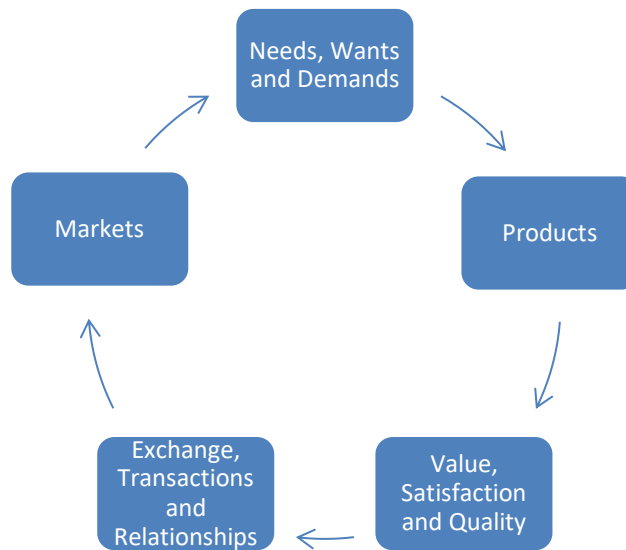 Needs, Wants
and Demands
Markets
Products
Exchange,
Transactions
and
Relationships
Value,
Satisfaction
and Quality